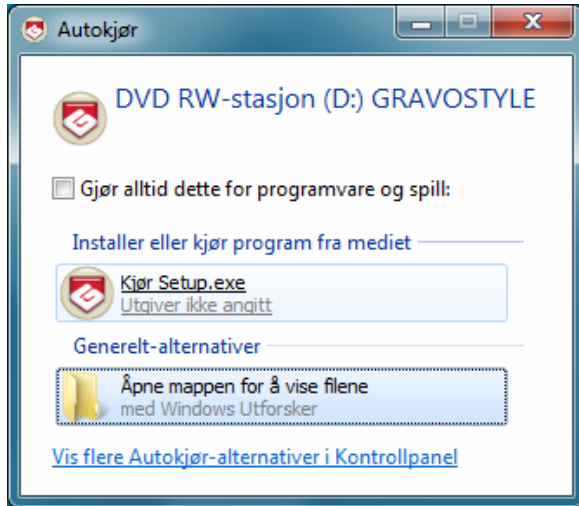 Autokjør
DVD RW-stasjon (D:) GRAVOSTYLE
Gjør alltid dette for programvare og spill:
Installer eller kjør program fra mediet
Kjør Setup.exe
Utgiver ikke angitt
Generelt-alternativer
Åpne mappen for å vise filene
med Windows Utforsker
Vis flere Autokjør-alternativer i Kontrollpanel